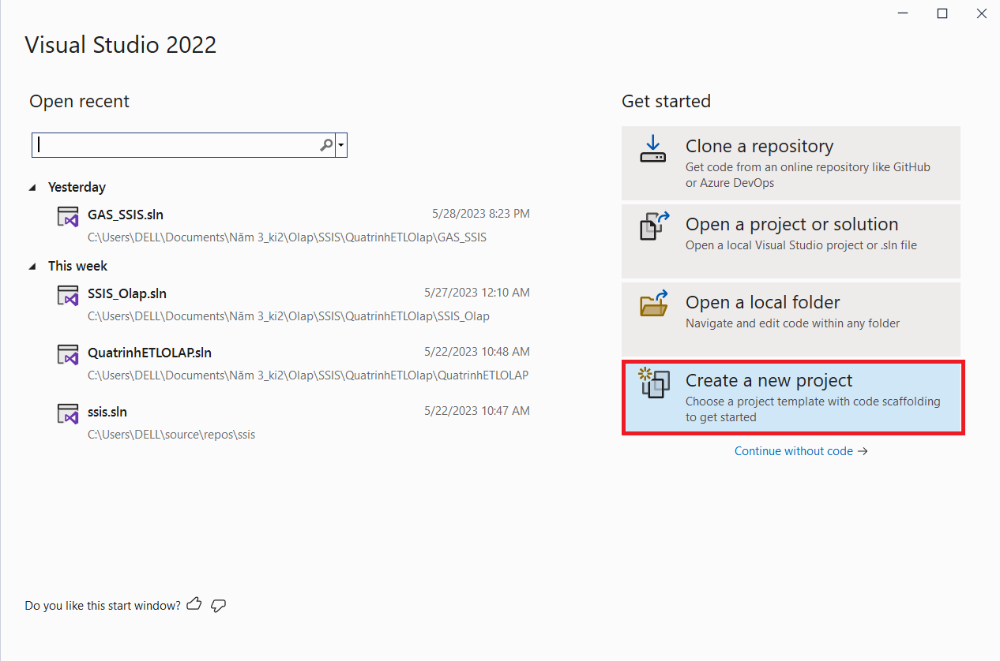 Visual Studio 2022
Open recent
Yesterday
GAS_SSIS.sln
5/28/2023 8:23 PM
C:\Users\DELL\Documents\Năm 3_ki2\Olap\SSIS\QuatrinhETLOlap\GAS_SSIS
This week
SSIS_Olap.sln
5/27/2023 12:10 AM
C:\Users\DELL\Documents\Năm 3_ki2\Olap\SSIS\QuatrinhETLOlap\SSIS_Olap
QuatrinhETLOLAP.sln
5/22/2023 10:48 AM
C:\Users\DELL\Documents\Năm 3_ki2\Olap\SSIS\QuatrinhETLOlap\QuatrinhETLOLAP
ssis.sln
5/22/2023 10:47 AM
C:\Users\DELL\source\repos\ssis
Get started
Clone a repository
Get code from an online repository like GitHub
or Azure DevOps
Open a project or solution
Open a local Visual Studio project or .sln file
Open a local folder
Navigate and edit code within any folder
Create a new project
Choose a project template with code scaffolding
to get started
Continue without code →
Do you like this start window?